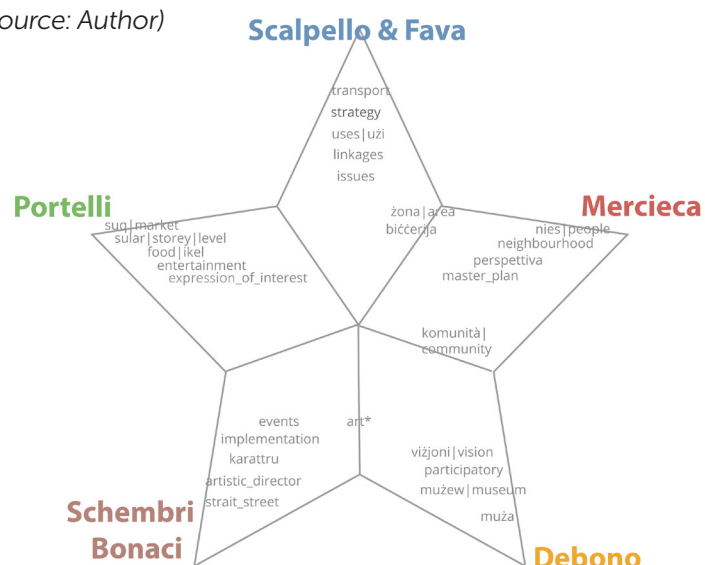 ource: Author)
Scalpello & Fava
transport
strategy
uses|użi
linkages
issues
Portelli
suq|market
sular|storey|level
food|ikel
entertainment
expression_of_interest
żona|area
biċċerija
Mercieca
nies|people
neighbourhood
perspettiva
master_plan
komunità|
community
events
implementation
karattru
artistic_director
strait_street
art*
viżjoni|vision
participatory
mużew|museum
muża
Schembri
Bonaci
Debono